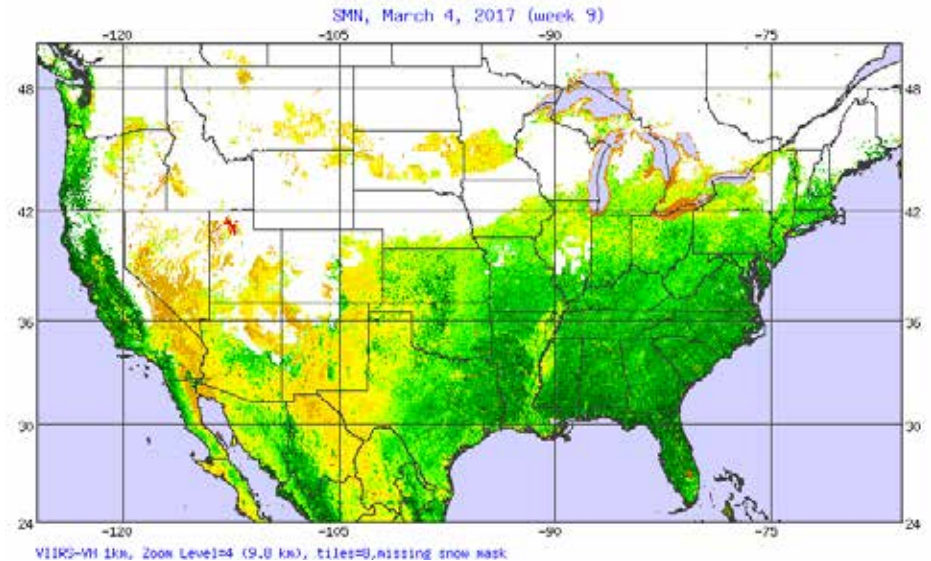 SMN, March 4, 2017 (week 9)
-120 -105 -90 -75
48 48
42 42
36 36
30 30
24 24
-120 -105 -90 -75
VIIRS-VH 1km, Zoom Level=4 (9.8 km), tiles=8,missing snow mask